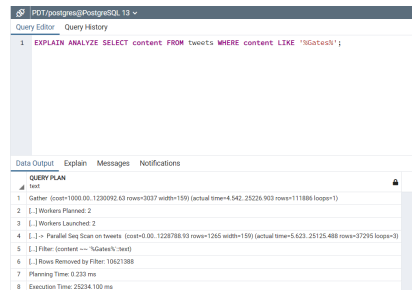 PDT/postgres@PostgreSQL 13
Query Editor Query History
1 EXPLAIN ANALYZE SELECT content FROM tweets WHERE content LIKE '%Gates%';
Data Output Explain Messages Notifications
QUERY PLAN
text
1 Gather (cost=1000.00..1230092.63 rows=3037 width=159) (actual time=4.542..25226.903 rows=111886 loops=1)
2 [...] Workers Planned: 2
3 [...] Workers Launched: 2
4 [...] -> Parallel Seq Scan on tweets (cost=0.00..1228788.93 rows=1265 width=159) (actual time=5.623..25125.488 rows=37295 loops=3)
5 [...] Filter: (content ~~ '%Gates%'::text)
6 [...] Rows Removed by Filter: 10621388
7 Planning Time: 0.233 ms
8 Execution Time: 25234.100 ms